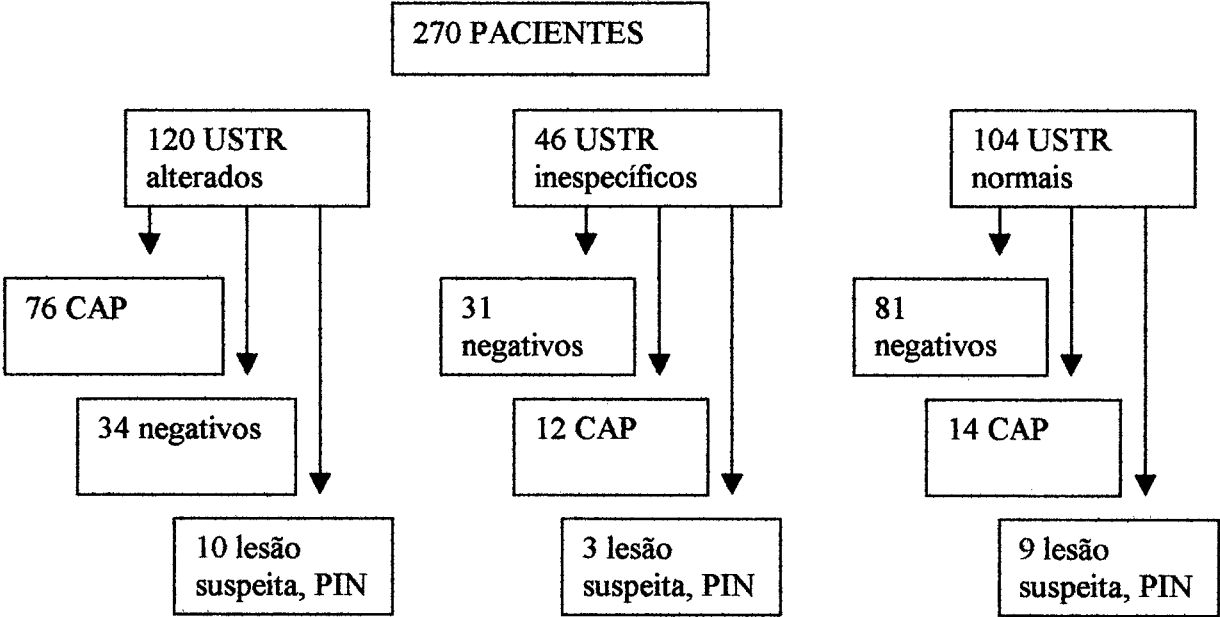 270 PACIENTES
120 USTR
alterados
46 USTR
inespecíficos
104 USTR
normais
76 CAP
31
negativos
81
negativos
34 negativos
12 CAP
14 CAP
10 lesão
suspeita, PIN
3 lesão
suspeita, PIN
9 lesão
suspeita, PIN